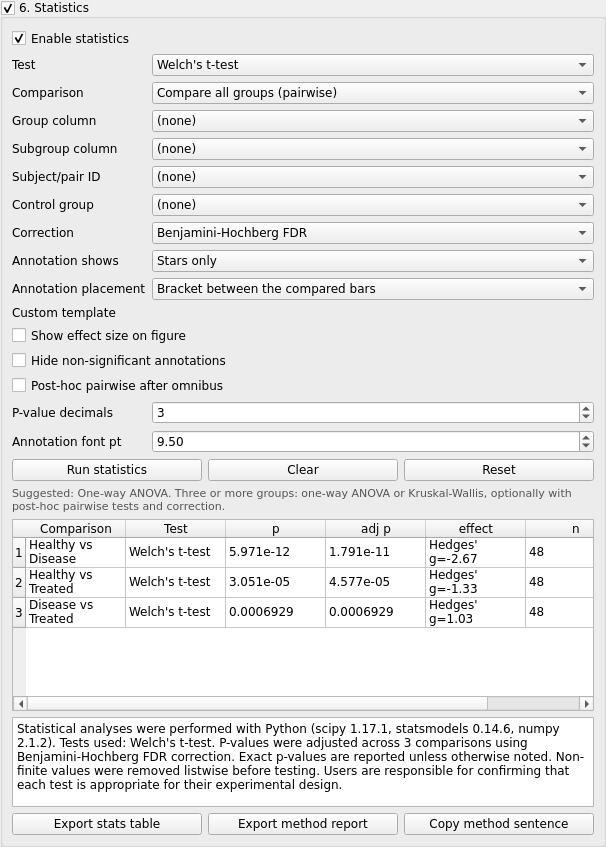 6. Statistics
Enable statistics
Test Welch's t-test
Comparison Compare all groups (pairwise)
Group column (none)
Subgroup column (none)
Subject/pair ID (none)
Control group (none)
Correction Benjamini-Hochberg FDR
Annotation shows Stars only
Annotation placement Bracket between the compared bars
Custom template
Show effect size on figure
Hide non-significant annotations
Post-hoc pairwise after omnibus
P-value decimals 3
Annotation font pt 9.50
Run statistics Clear Reset
Suggested: One-way ANOVA. Three or more groups: one-way ANOVA or Kruskal-Wallis, optionally with
post-hoc pairwise tests and correction.
Comparison Test p adj p effect n
1 Healthy vs Disease Welch's t-test 5.971e-12 1.791e-11 Hedges' g=-2.67 48
2 Healthy vs Treated Welch's t-test 3.051e-05 4.577e-05 Hedges' g=-1.33 48
3 Disease vs Treated Welch's t-test 0.0006929 0.0006929 Hedges' g=1.03 48
Statistical analyses were performed with Python (scipy 1.17.1, statsmodels 0.14.6, numpy
2.1.2). Tests used: Welch's t-test. P-values were adjusted across 3 comparisons using
Benjamini-Hochberg FDR correction. Exact p-values are reported unless otherwise noted. Non-
finite values were removed listwise before testing. Users are responsible for confirming that
each test is appropriate for their experimental design.
Export stats table Export method report Copy method sentence